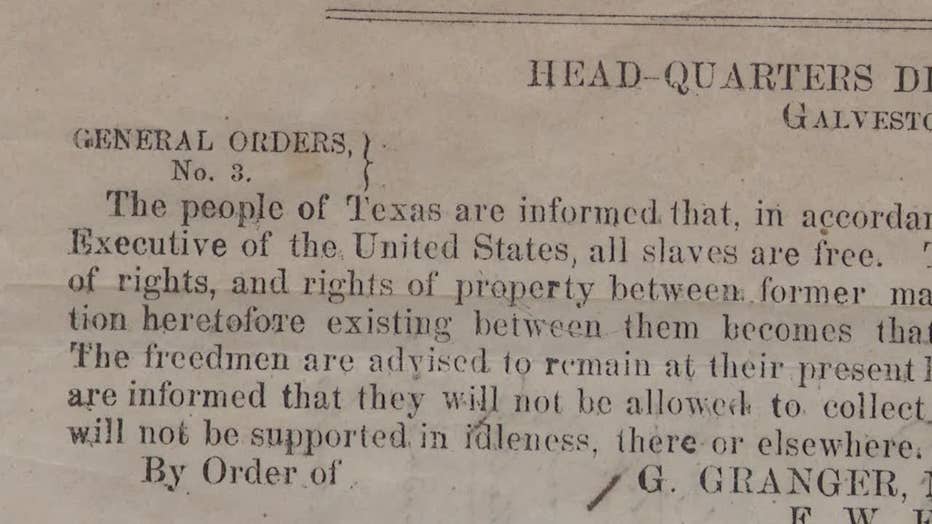 HEAD-QUARTERS
GALVESTO
GENERAL ORDERS,
No. 3.
The people of Texas are informed that, in accordan
Executive of the United States, all slaves are free.
of rights, and rights of property between former ma
tion heretofore existing between them becomes that
The freedmen are advised to remain at their present
are informed that they will not be allowed to collect
will not be supported in idleness, there or elsewhere.
By Order of
G. GRANGER,
F. W.